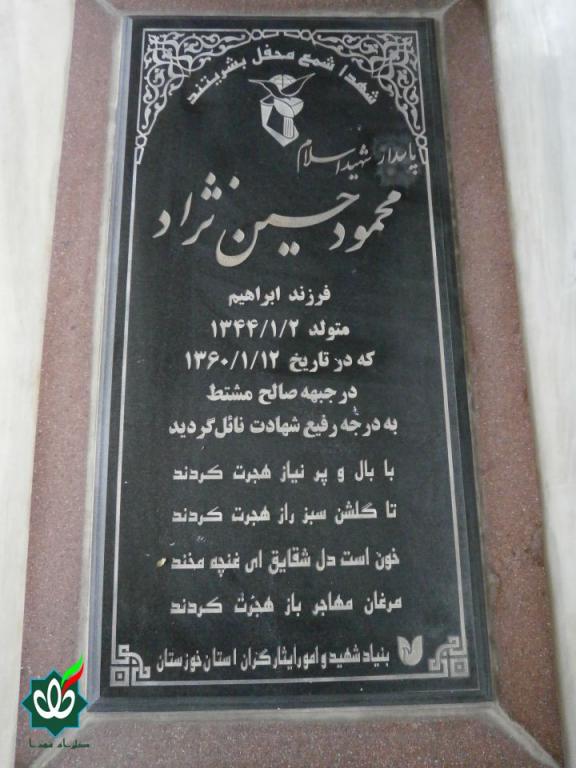 شهدا شمع محفل بشریتند
پاسدار شهید اسلام
محمود حسین نژاد
فرزند ابراهیم
متولد ۱۳۴۴/۱/۲
که در تاریخ ۱۳۶۰/۱/۱۲
در جبهه صالح مشتط
به درجه رفیع شهادت نائل گردید
با بال و پر نیاز هجرت کردند
تا گلشن سبز راز هجرت کردند
خون است دل شقایق ای غنچه مخند
مرغان مهاجر باز هجرت کردند
بنیاد شهید و امور ایثارگران استان خوزستان